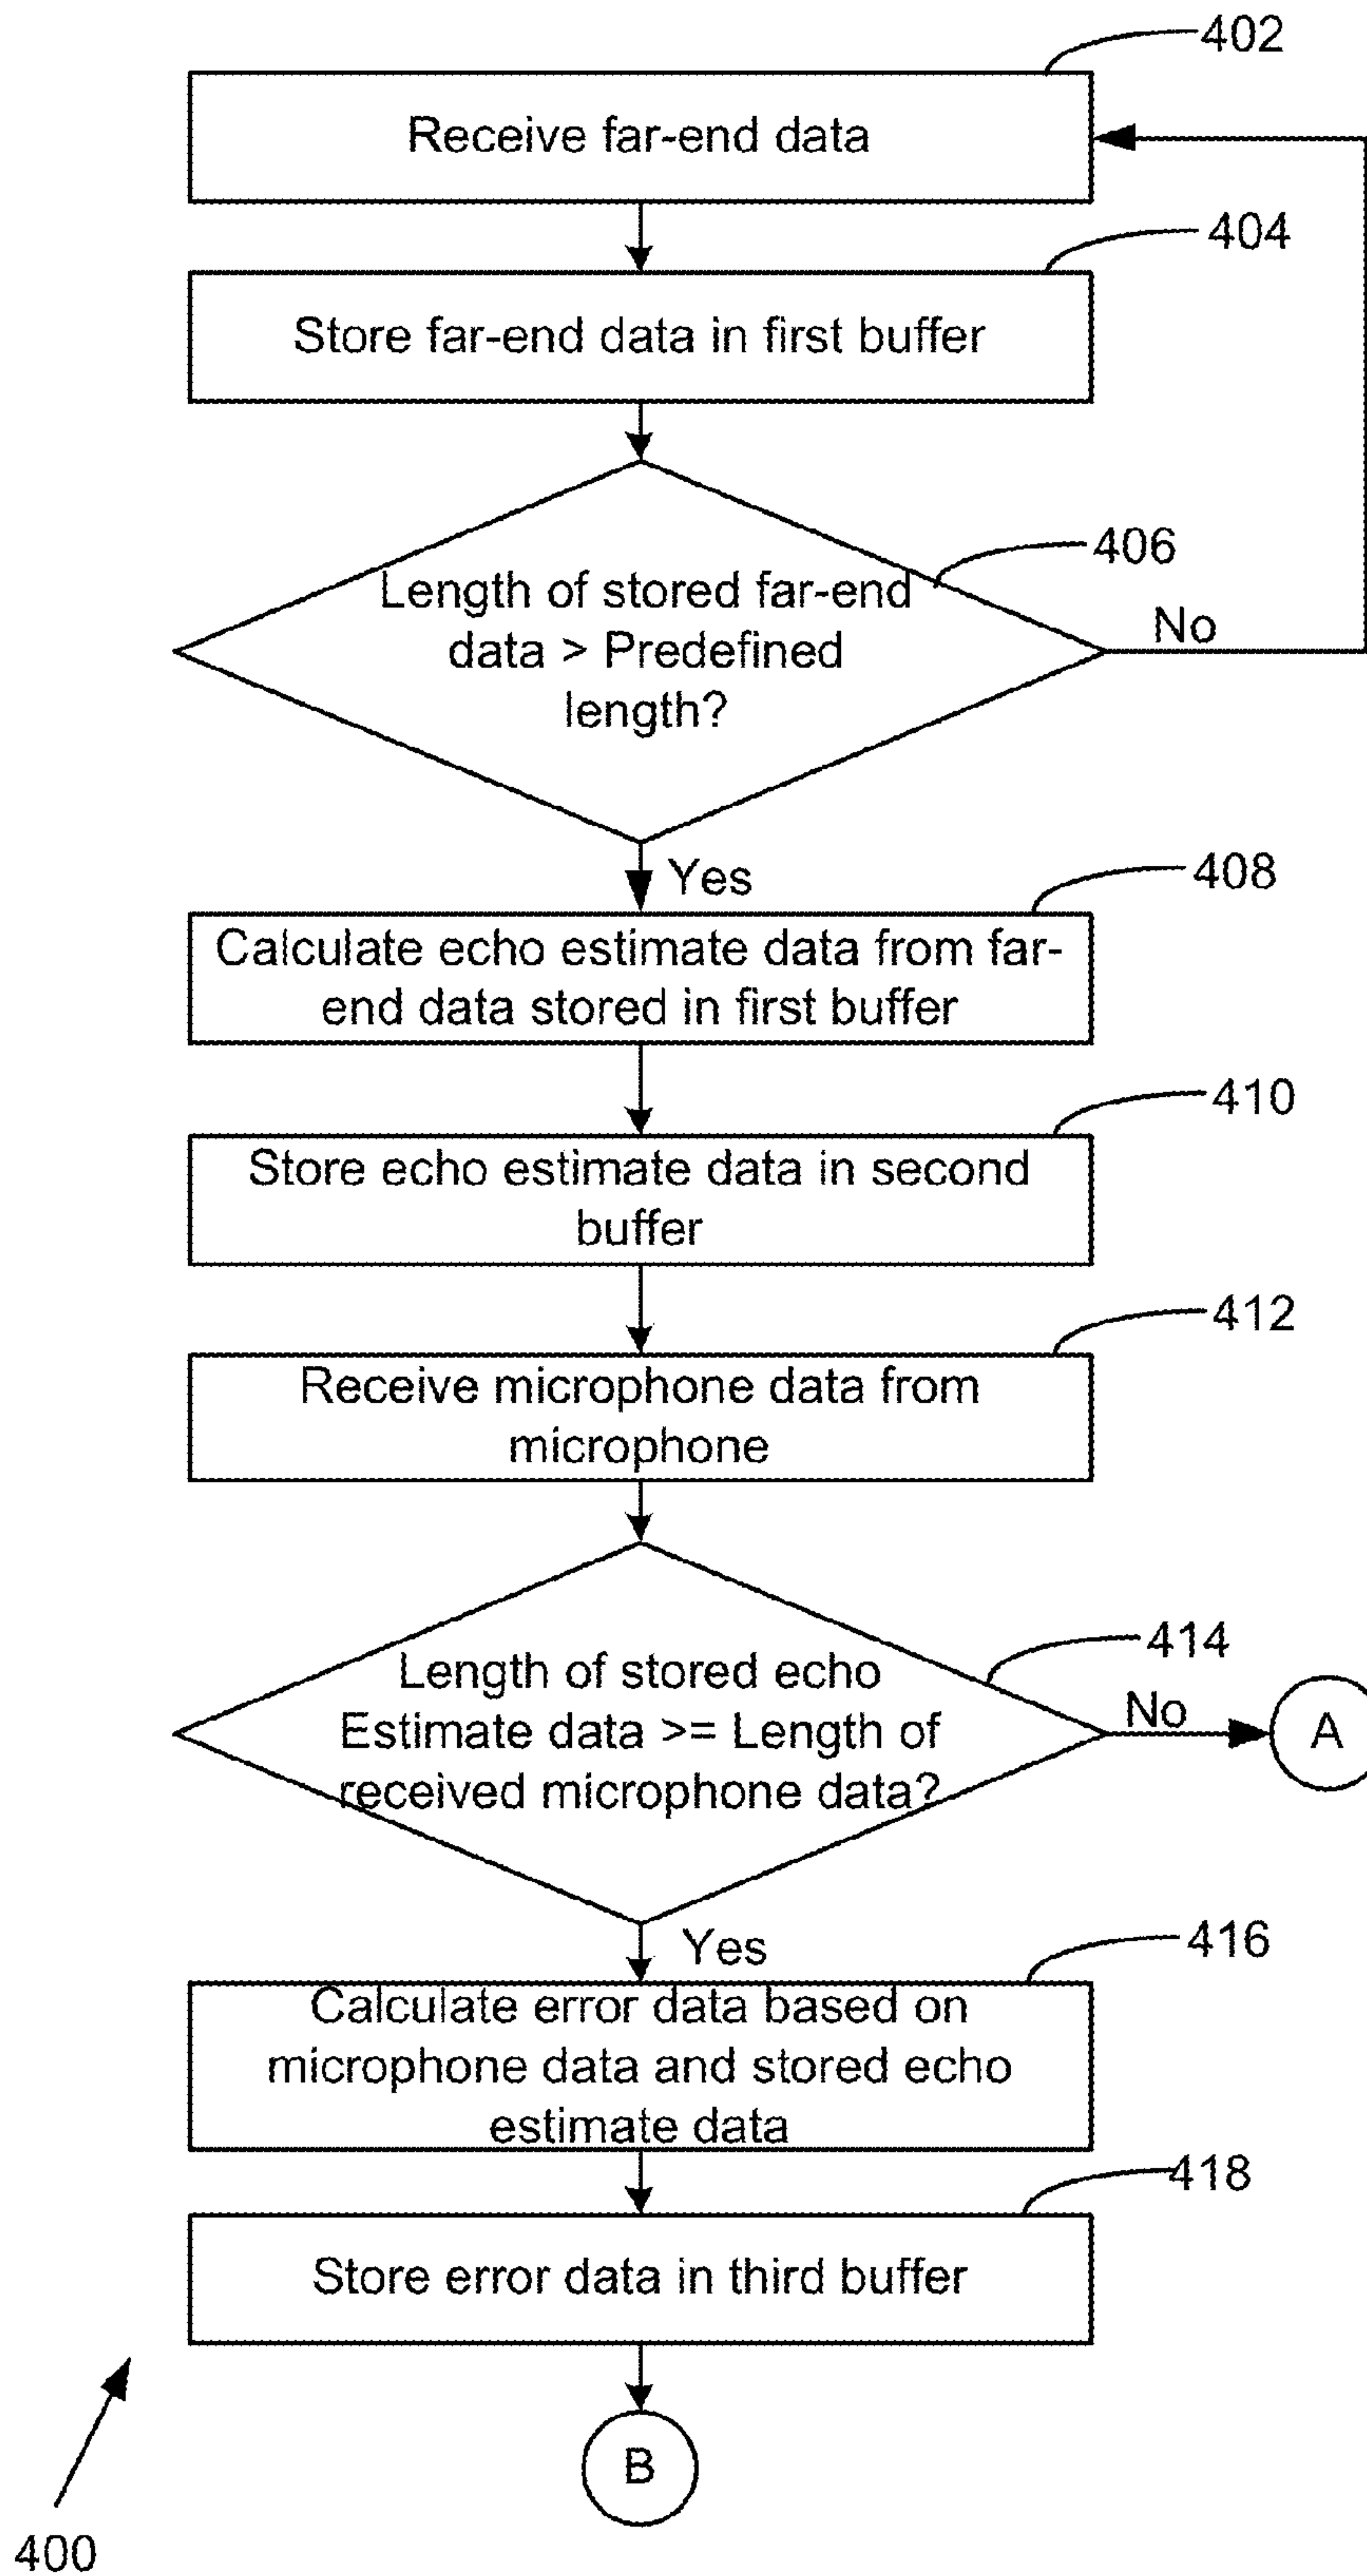 402
Receive far-end data
404
Store far-end data in first buffer
406
Length of stored far-end
data > Predefined
length?
No
Yes
408
Calculate echo estimate data from far-
end data stored in first buffer
410
Store echo estimate data in second
buffer
412
Receive microphone data from
microphone
414
Length of stored echo
Estimate data >= Length of
received microphone data?
No
A
Yes
416
Calculate error data based on
microphone data and stored echo
estimate data
418
Store error data in third buffer
B
400